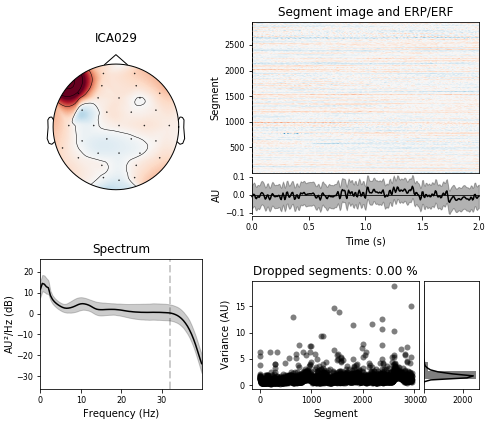 ICA029
Segment image and ERP/ERF
Segment
2500
2000
1500
1000
500
AU
0.1
0.0
−0.1
0.0 0.5 1.0 1.5 2.0
Time (s)
Spectrum
AU²/Hz (dB)
20
10
0
−10
−20
−30
0 10 20 30
Frequency (Hz)
Dropped segments: 0.00 %
Variance (AU)
15
10
5
0
0 1000 2000 3000
Segment
0 2000